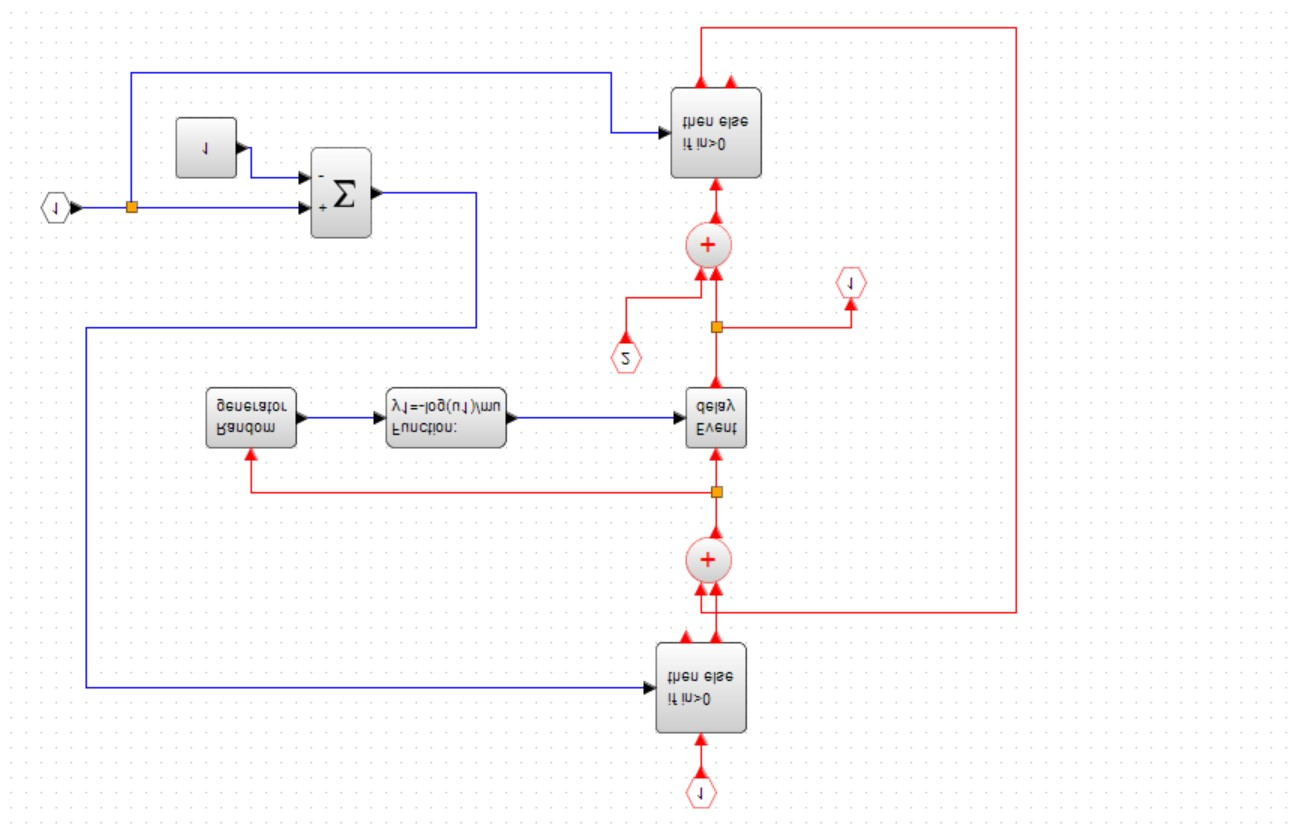 if in>0
then else
1
-
+
Σ
1
+
1
2
Random
generator
Function:
y1=-log(u1)/mu
Event
delay
+
if in>0
then else
1